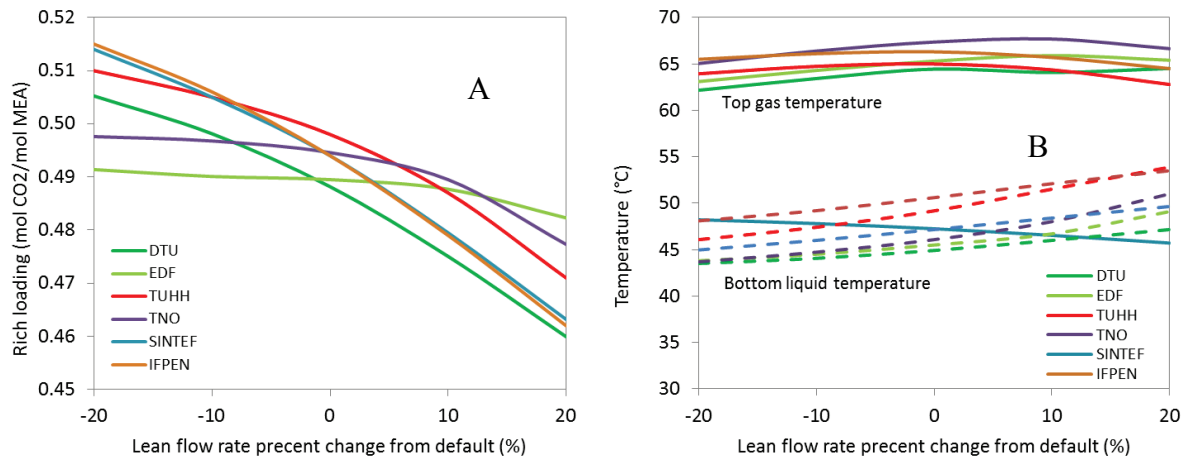 0.52
0.51
0.50
0.49
0.48
0.47
0.46
0.45
Rich loading (mol CO2/mol MEA)
A
DTU
EDF
TUHH
TNO
SINTEF
IFPEN
-20 -10 0 10 20
Lean flow rate precent change from default (%)
70
65
60
55
50
45
40
35
30
Temperature (°C)
Top gas temperature
B
Bottom liquid temperature
DTU
EDF
TUHH
TNO
SINTEF
IFPEN
-20 -10 0 10 20
Lean flow rate precent change from default (%)